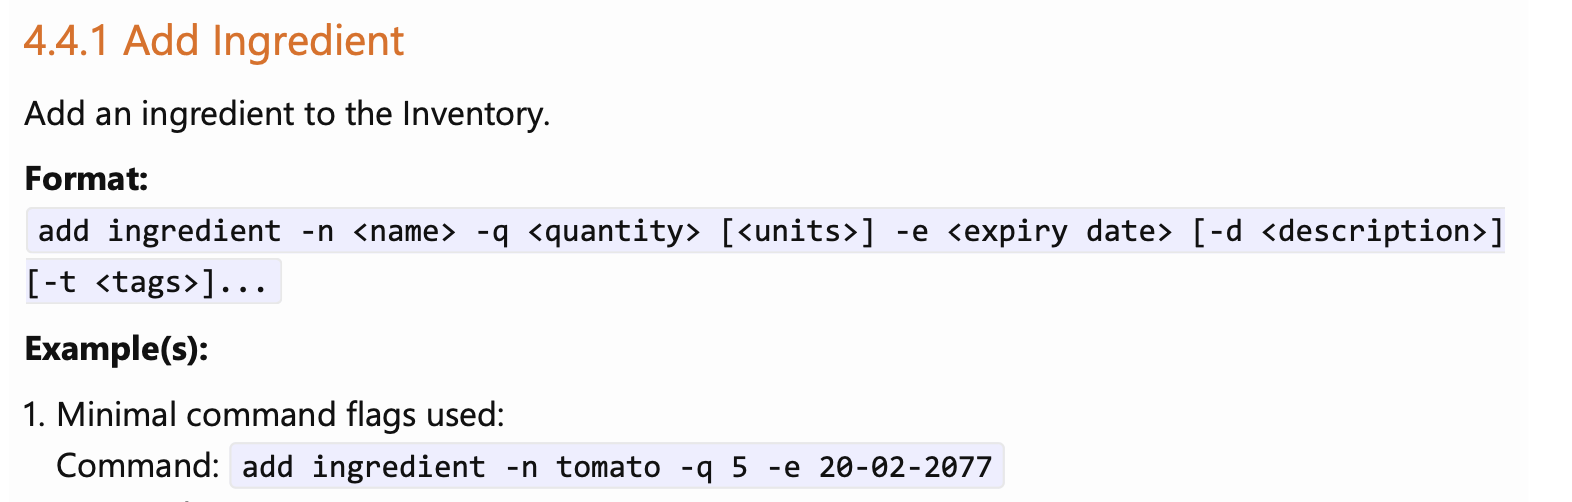 4.4.1 Add Ingredient
Add an ingredient to the Inventory.
Format:
add ingredient -n <name> -q <quantity> [<units>] -e <expiry date> [-d <description>]
[-t <tags>]...
Example(s):
1. Minimal command flags used:
Command: add ingredient -n tomato -q 5 -e 20-02-2077